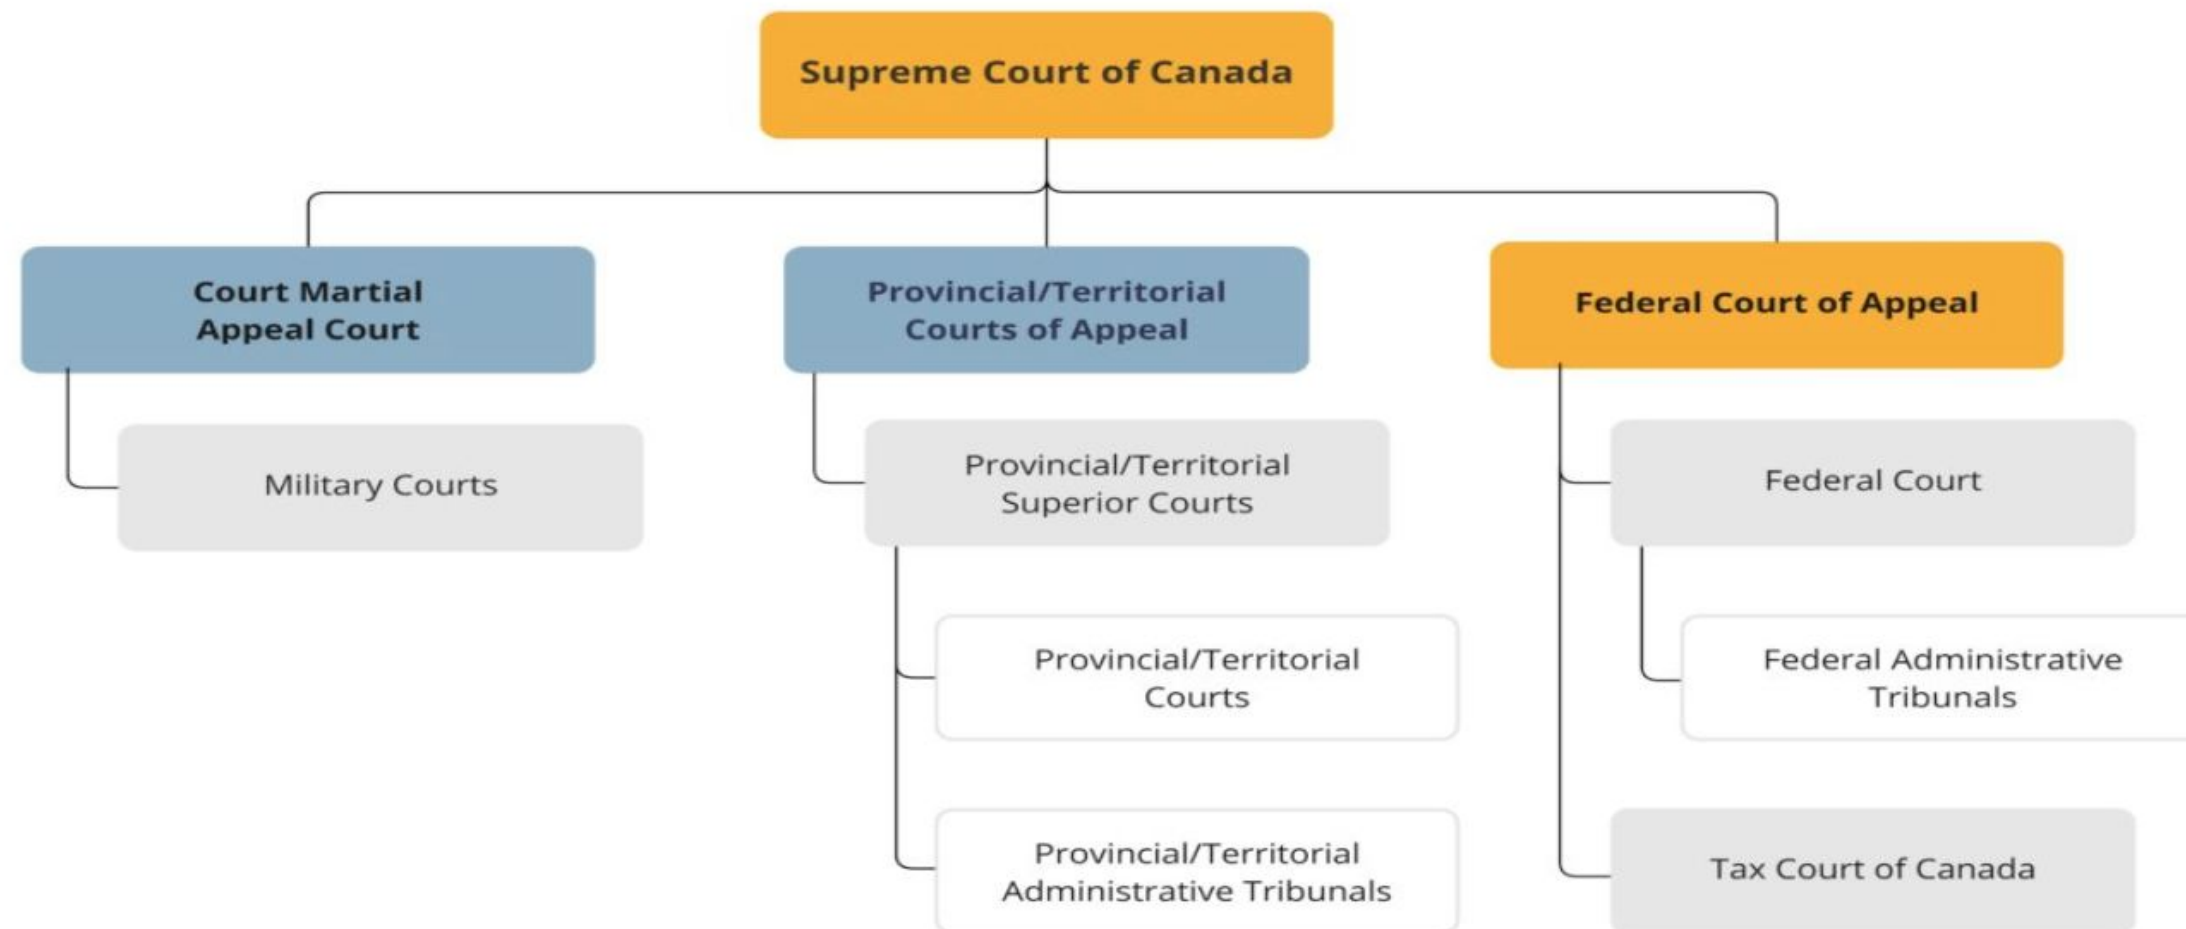 Supreme Court of Canada
Court Martial
Appeal Court
Provincial/Territorial
Courts of Appeal
Federal Court of Appeal
Military Courts
Provincial/Territorial
Superior Courts
Federal Court
Provincial/Territorial
Courts
Federal Administrative
Tribunals
Provincial/Territorial
Administrative Tribunals
Tax Court of Canada